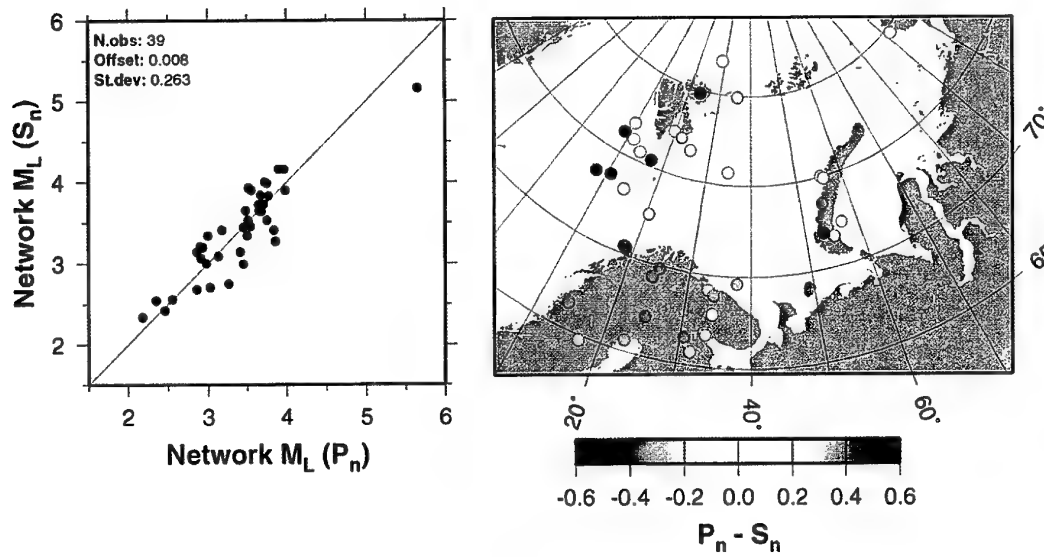 N.obs: 39
Offset: 0.008
St.dev: 0.263
6
5
4
3
2
Network M_L (S_n)
2 3 4 5 6
Network M_L (P_n)
70°
20° 40° 60°
-0.6 -0.4 -0.2 0.0 0.2 0.4 0.6
P_n - S_n